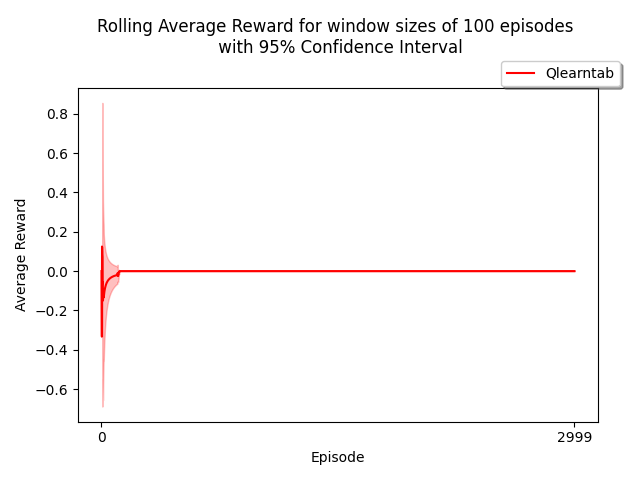 Rolling Average Reward for window sizes of 100 episodes
with 95% Confidence Interval
Qlearntab
0.8
0.6
0.4
0.2
0.0
−0.2
−0.4
−0.6
Average Reward
0
2999
Episode